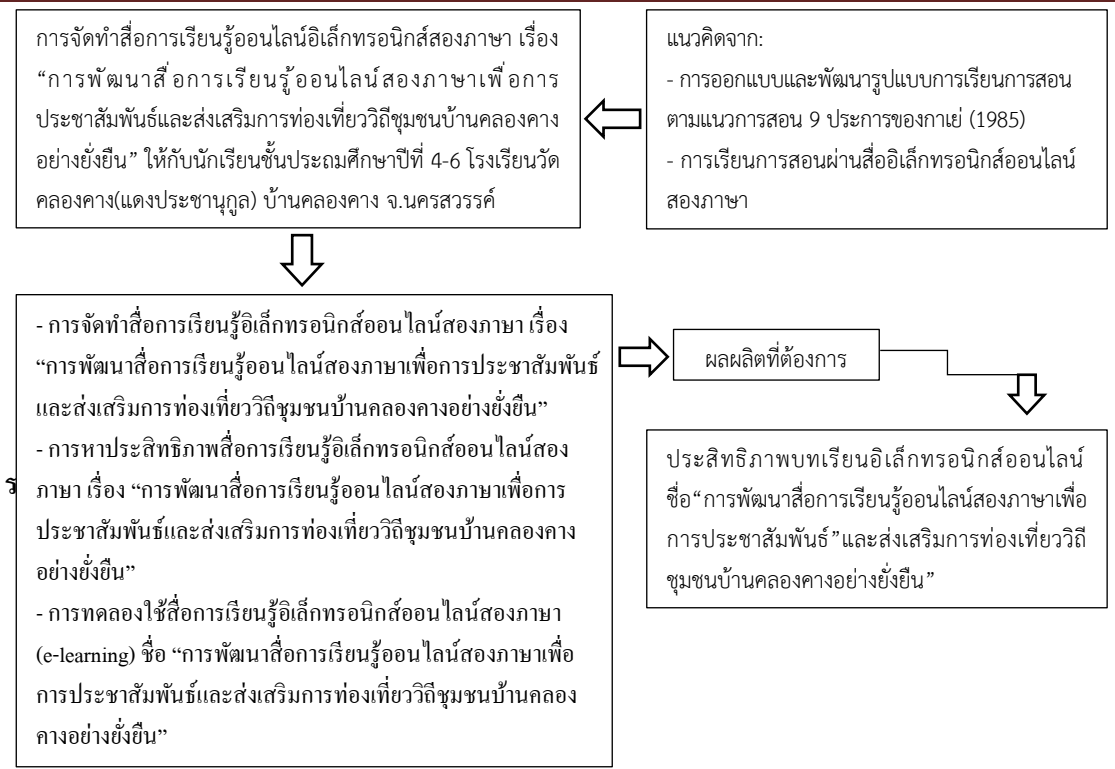 การจัดทำสื่อการเรียนรู้ออนไลน์อิเล็กทรอนิกส์สองภาษา เรื่อง
“การพัฒนาสื่อการเรียนรู้ออนไลน์สองภาษาเพื่อการ
ประชาสัมพันธ์และส่งเสริมการท่องเที่ยววิถีชุมชนบ้านคลองคาง
อย่างยั่งยืน” ให้กับนักเรียนชั้นประถมศึกษาปีที่ 4-6 โรงเรียนวัด
คลองคาง(แดงประชานุกูล) บ้านคลองคาง จ.นครสวรรค์
แนวคิดจาก:
- การออกแบบและพัฒนารูปแบบการเรียนการสอน
ตามแนวการสอน 9 ประการของกาเย่ (1985)
- การเรียนการสอนผ่านสื่ออิเล็กทรอนิกส์ออนไลน์
สองภาษา
- การจัดทำสื่อการเรียนรู้อิเล็กทรอนิกส์ออนไลน์สองภาษา เรื่อง
“การพัฒนาสื่อการเรียนรู้ออนไลน์สองภาษาเพื่อการประชาสัมพันธ์
และส่งเสริมการท่องเที่ยววิถีชุมชนบ้านคลองคางอย่างยั่งยืน”
- การหาประสิทธิภาพสื่อการเรียนรู้อิเล็กทรอนิกส์ออนไลน์สอง
ภาษา เรื่อง “การพัฒนาสื่อการเรียนรู้ออนไลน์สองภาษาเพื่อการ
ประชาสัมพันธ์และส่งเสริมการท่องเที่ยววิถีชุมชนบ้านคลองคาง
อย่างยั่งยืน”
- การทดลองใช้สื่อการเรียนรู้อิเล็กทรอนิกส์ออนไลน์สองภาษา
(e-learning) ชื่อ “การพัฒนาสื่อการเรียนรู้ออนไลน์สองภาษาเพื่อ
การประชาสัมพันธ์และส่งเสริมการท่องเที่ยววิถีชุมชนบ้านคลอง
คางอย่างยั่งยืน”
ผลผลิตที่ต้องการ
ประสิทธิภาพบทเรียนอิเล็กทรอนิกส์ออนไลน์
ชื่อ“การพัฒนาสื่อการเรียนรู้ออนไลน์สองภาษาเพื่อ
การประชาสัมพันธ์”และส่งเสริมการท่องเที่ยววิถี
ชุมชนบ้านคลองคางอย่างยั่งยืน”